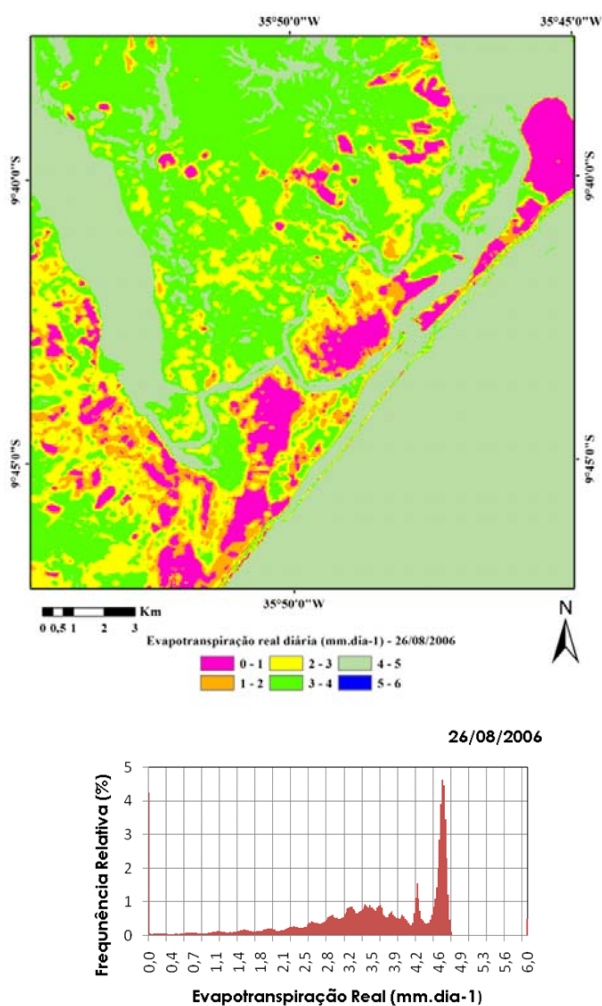 35°50'0"W 35°45'0"W
9°40'0"S 9°40'0"S
9°45'0"S 9°45'0"S
35°50'0"W
Km
0 0,5 1 2 3
N
Evapotranspiração real diária (mm.dia-1) - 26/08/2006
0 - 1 2 - 3 4 - 5
1 - 2 3 - 4 5 - 6
26/08/2006
Frequnência Relativa (%)
5
4
3
2
1
0
0,0 0,4 0,7 1,1 1,4 1,8 2,1 2,5 2,8 3,2 3,5 3,9 4,2 4,6 4,9 5,3 5,6 6,0
Evapotranspiração Real (mm.dia-1)